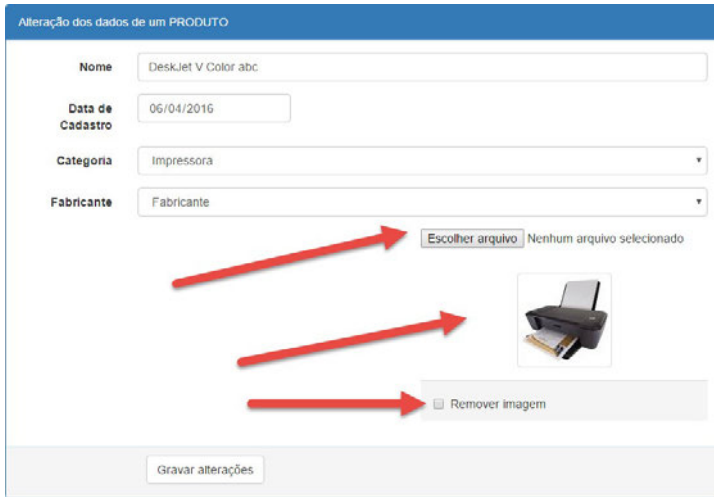 Alteração dos dados de um PRODUTO
Nome
DeskJet V Color abc
Data de
Cadastro
06/04/2016
Categoria
Impressora
Fabricante
Fabricante
Escolher arquivo Nenhum arquivo selecionado
Remover imagem
Gravar alterações